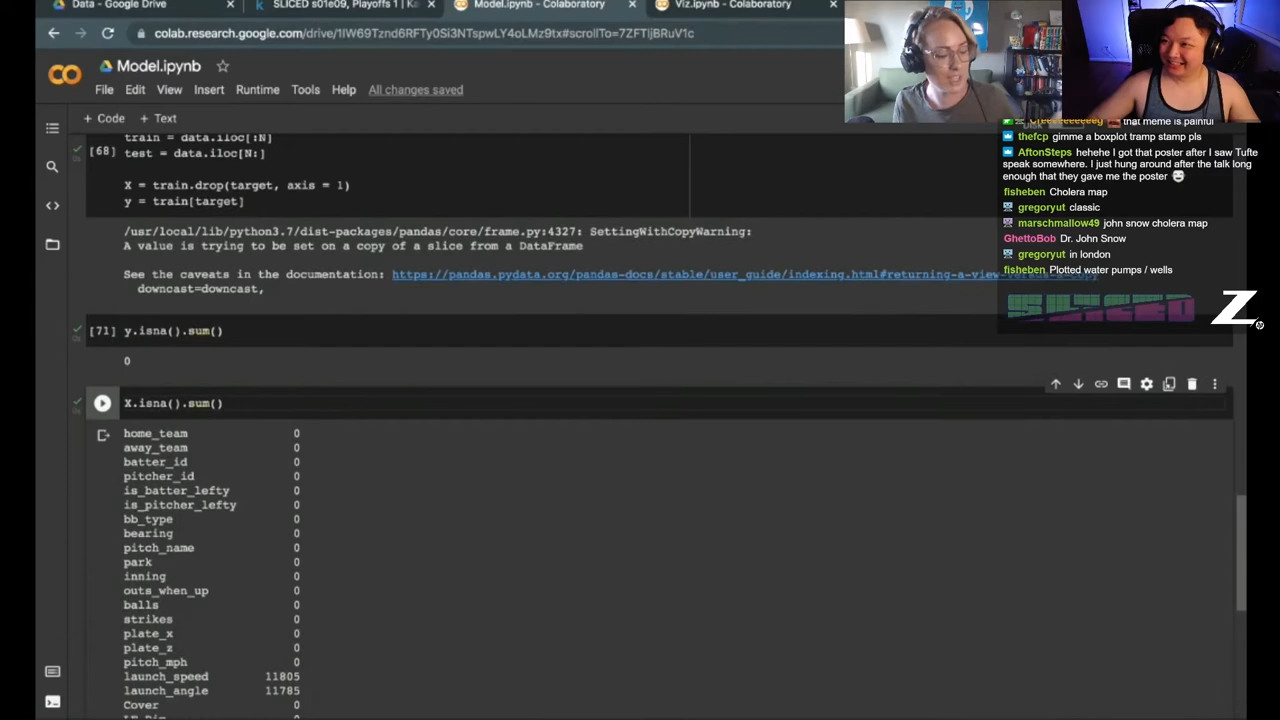 Data - Google Drive
SLICED s01e09, Playoffs 1 | Ka
Model.ipynb - Colaboratory
Viz.ipynb - Colaboratory
colab.research.google.com/drive/1IW69Tznd6RFTy0Si3NTspwLY4oLMz9tx#scrollTo=7ZFTljBRuV1c
Model.ipynb
File Edit View Insert Runtime Tools Help All changes saved
+ Code + Text
train = data.iloc[:N]
[68] test = data.iloc[N:]
X = train.drop(target, axis = 1)
y = train[target]
/usr/local/lib/python3.7/dist-packages/pandas/core/frame.py:4327: SettingWithCopyWarning:
A value is trying to be set on a copy of a slice from a DataFrame
See the caveats in the documentation: https://pandas.pydata.org/pandas-docs/stable/user_guide/indexing.html#returning-a-view-versus-a-copy
downcast=downcast,
[71] y.isna().sum()
0
X.isna().sum()
home_team 0
away_team 0
batter_id 0
pitcher_id 0
is_batter_lefty 0
is_pitcher_lefty 0
bb_type 0
bearing 0
pitch_name 0
park 0
inning 0
outs_when_up 0
balls 0
strikes 0
plate_x 0
plate_z 0
pitch_mph 0
launch_speed 11805
launch_angle 11785
Cover 0
that meme is painful
thefcp gimme a boxplot tramp stamp pls
AftonSteps hehehe I got that poster after I saw Tufte
speak somewhere. I just hung around after the talk long
enough that they gave me the poster
fisheben Cholera map
gregoryut classic
marschmallow49 john snow cholera map
GhettoBob Dr. John Snow
gregoryut in london
fisheben Plotted water pumps / wells
SLICED
Z
hp